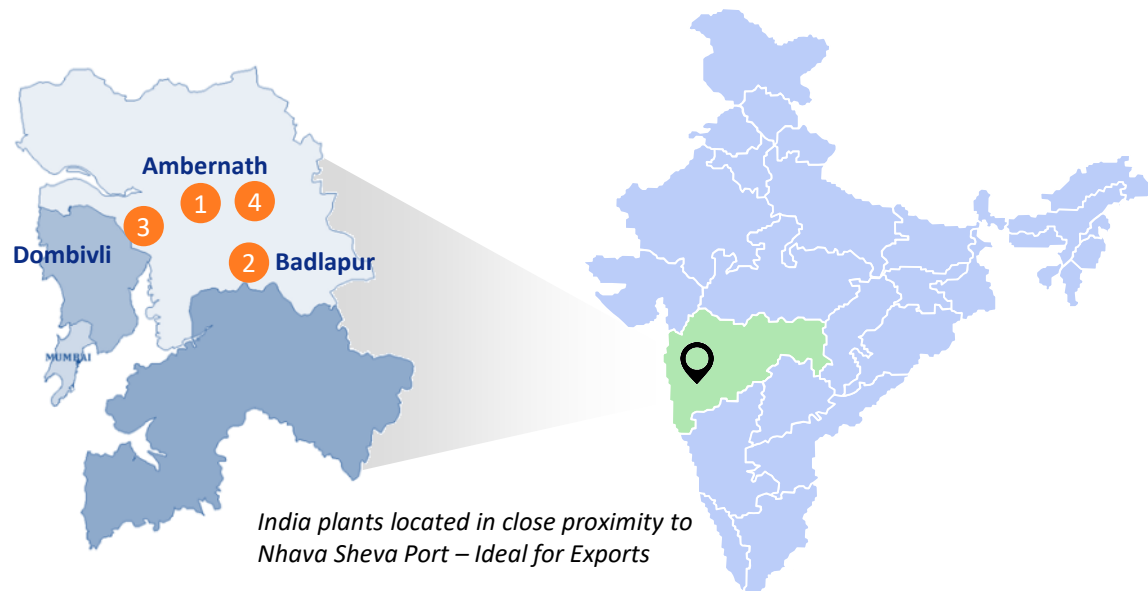 Ambernath
1
4
3
Dombivli
2
Badlapur
MUMBAI
India plants located in close proximity to
Nhava Sheva Port – Ideal for Exports